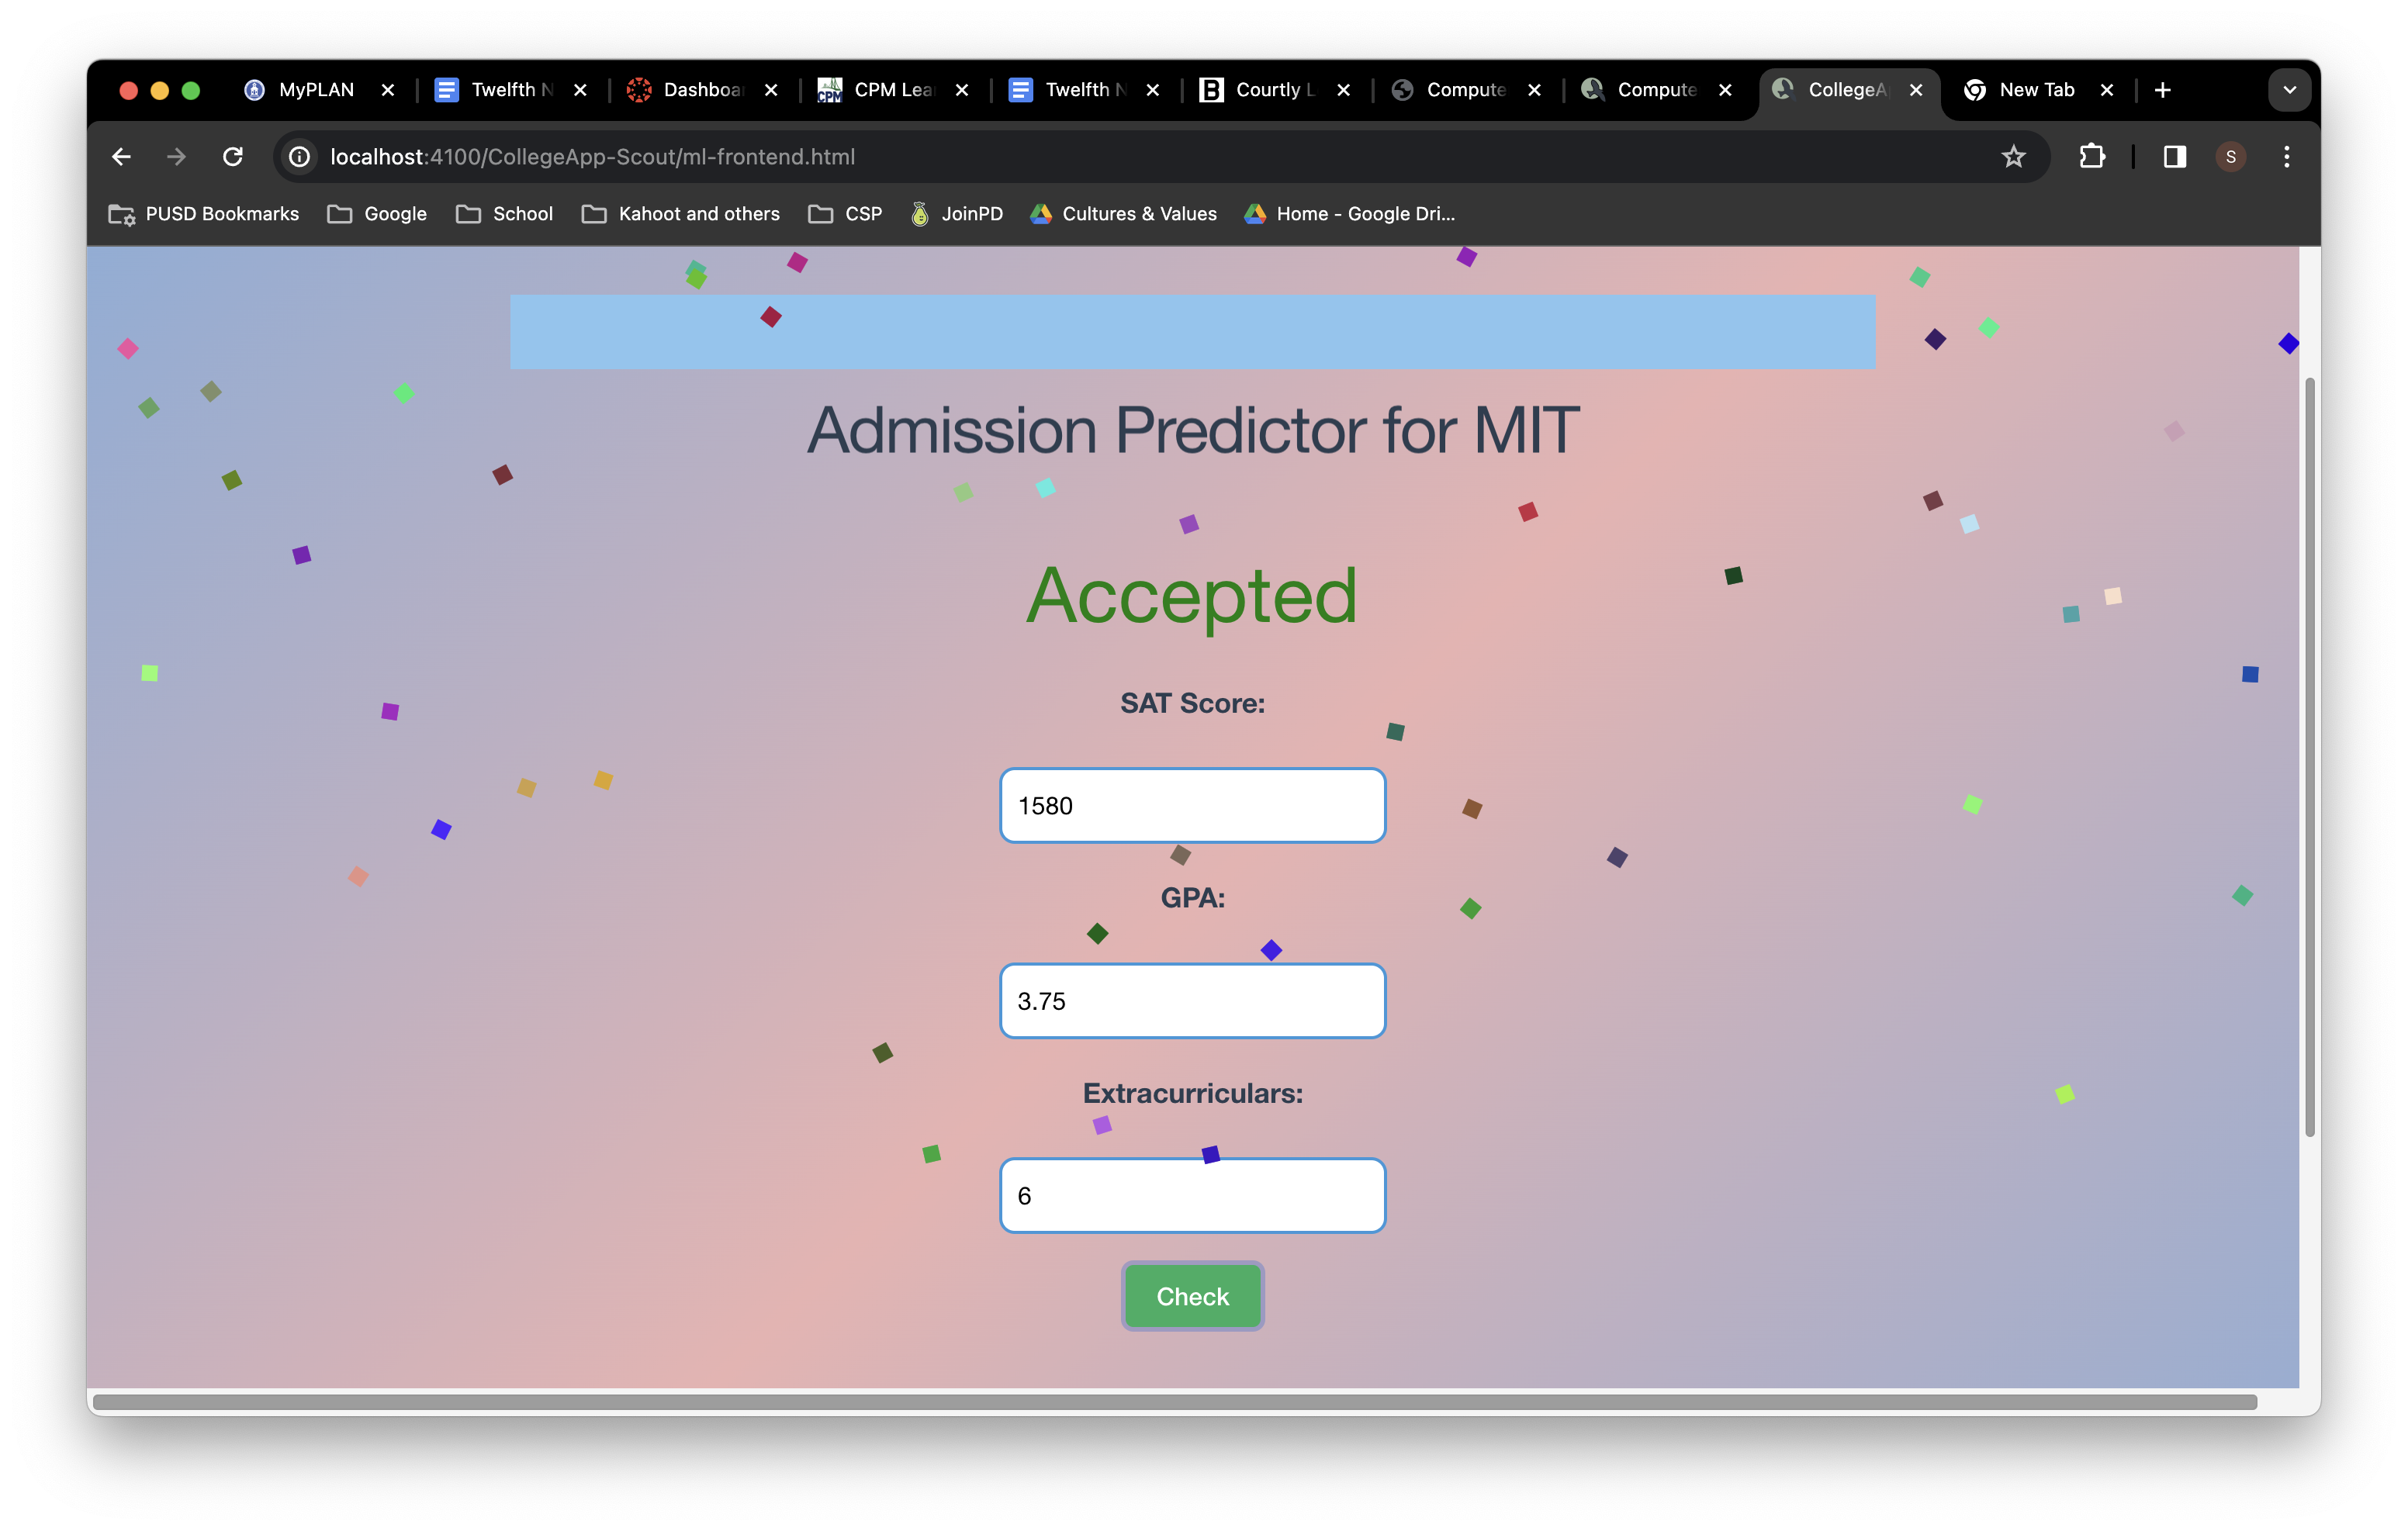 MyPLAN Twelfth N Dashboa CPM Lea Twelfth N Courtly L Compute Compute CollegeA New Tab
localhost:4100/CollegeApp-Scout/ml-frontend.html S
PUSD Bookmarks Google School Kahoot and others CSP JoinPD Cultures & Values Home - Google Dri...
Admission Predictor for MIT
Accepted
SAT Score:
1580
GPA:
3.75
Extracurriculars:
6
Check